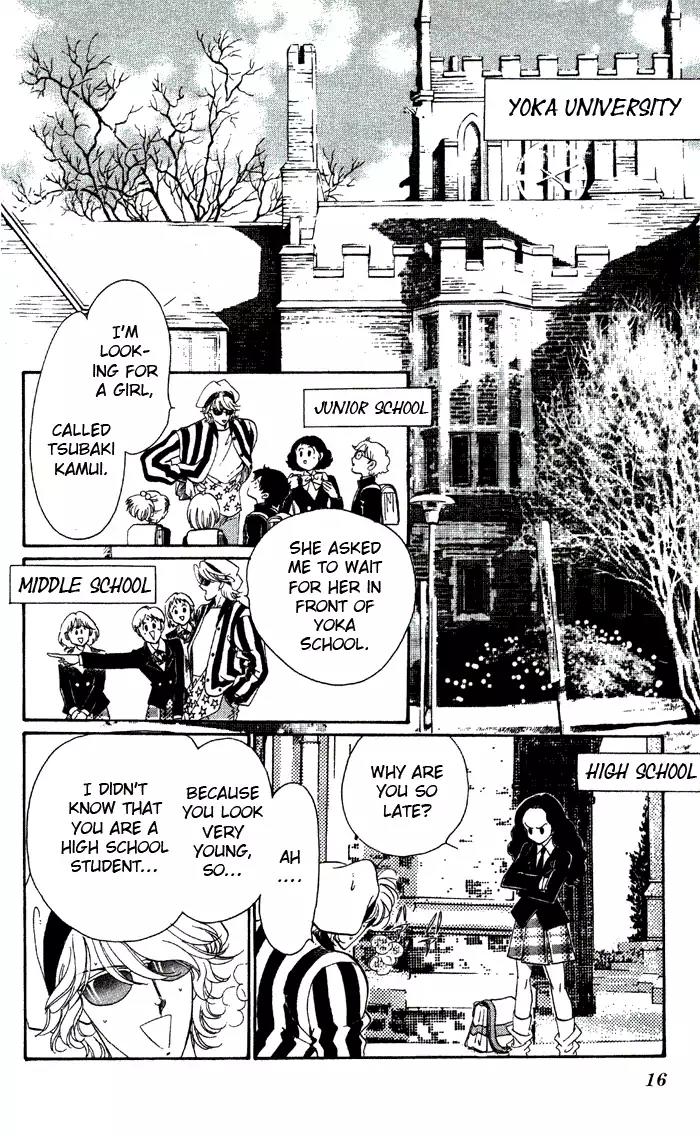 YOKA UNIVERSITY
I'M
LOOK-
ING FOR
A GIRL,
CALLED
TSUBAKI
KAMUI.
JUNIOR SCHOOL
SHE ASKED
ME TO WAIT
FOR HER IN
FRONT OF
YOKA
SCHOOL.
MIDDLE SCHOOL
HIGH SCHOOL
WHY ARE
YOU SO
LATE?
AH
....
BECAUSE
YOU LOOK
VERY
YOUNG,
SO...
I DIDN'T
KNOW THAT
YOU ARE A
HIGH SCHOOL
STUDENT...
16